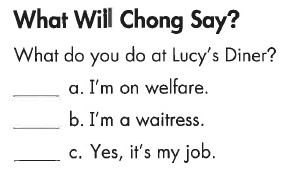 What Will Chong Say?
What do you do at Lucy's Diner?
_____ a. I'm on welfare.
_____ b. I'm a waitress.
_____ c. Yes, it's my job.